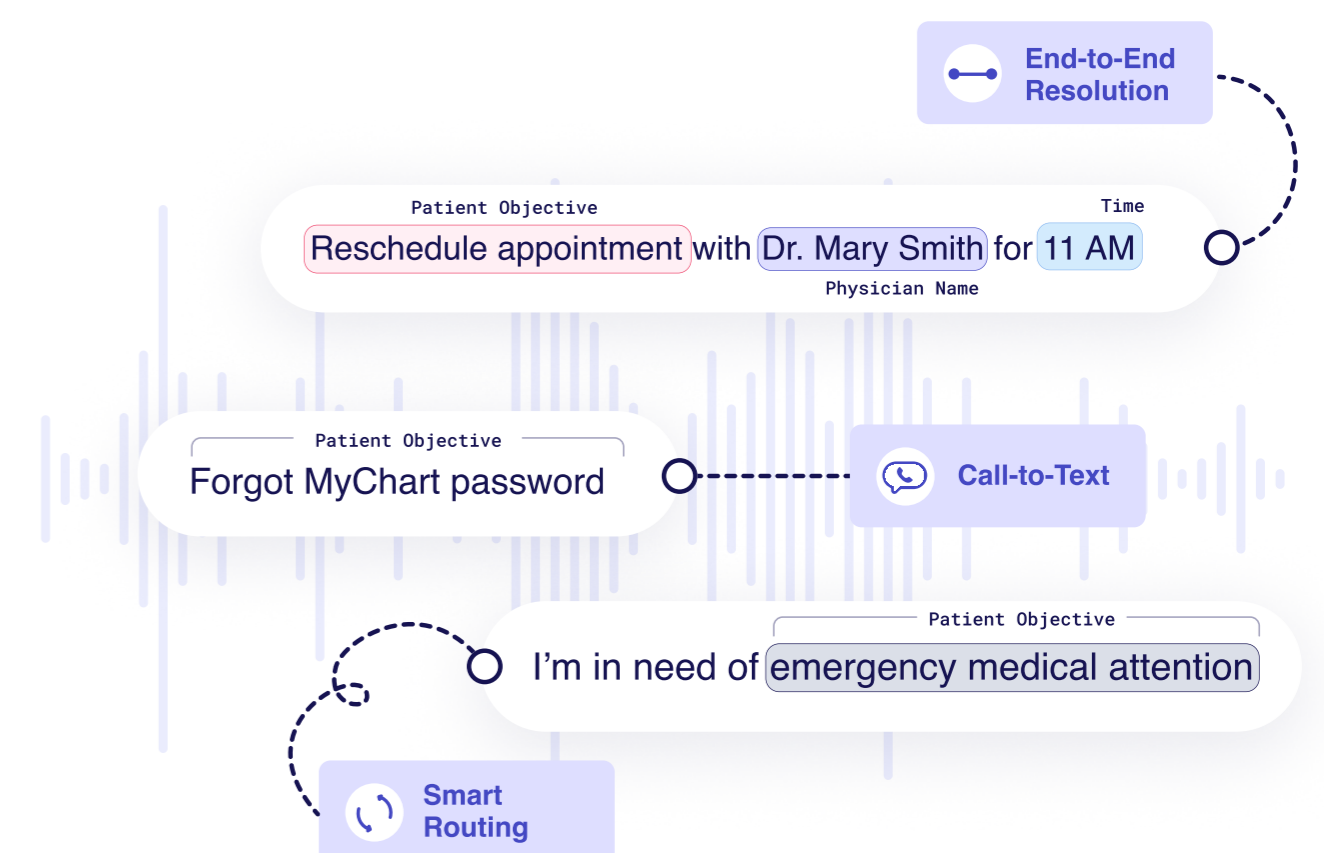 End-to-End
Resolution
Patient Objective
Time
Reschedule appointment with Dr. Mary Smith for 11 AM
Physician Name
Patient Objective
Forgot MyChart password
Call-to-Text
Patient Objective
I’m in need of emergency medical attention
Smart
Routing